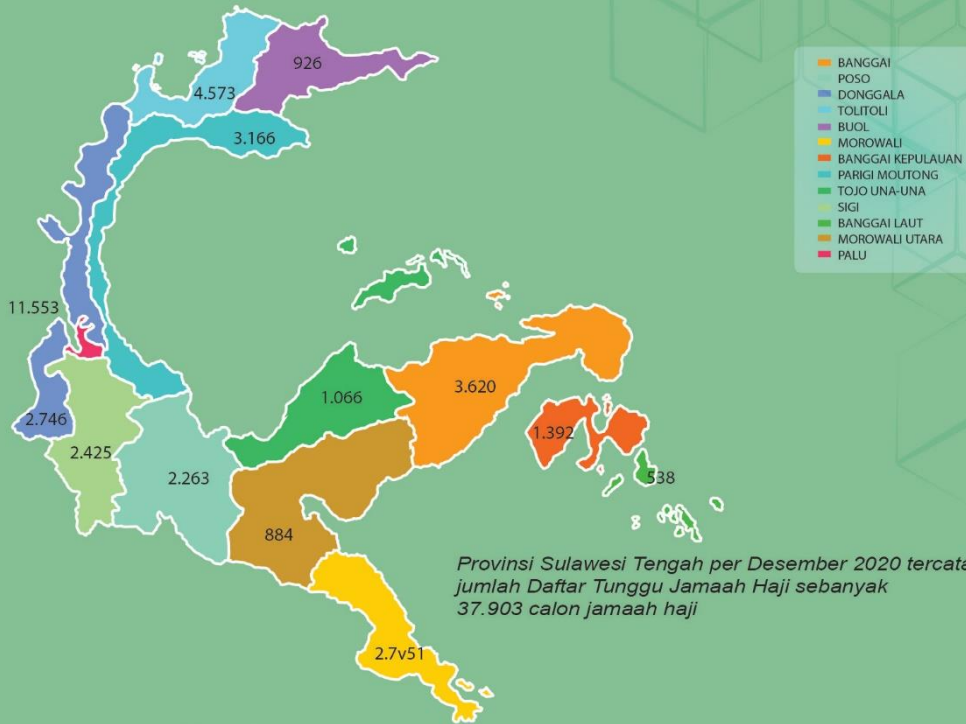 926
4.573
3.166
11.553
2.746
2.425
2.263
1.066
3.620
1.392
538
884
2.7v51
BANGGAI
POSO
DONGGALA
TOLITOLI
BUOL
MOROWALI
BANGGAI KEPULAUAN
PARIGI MOUTONG
TOJO UNA-UNA
SIGI
BANGGAI LAUT
MOROWALI UTARA
PALU
Provinsi Sulawesi Tengah per Desember 2020 tercata
jumlah Daftar Tunggu Jamaah Haji sebanyak
37.903 calon jamaah haji